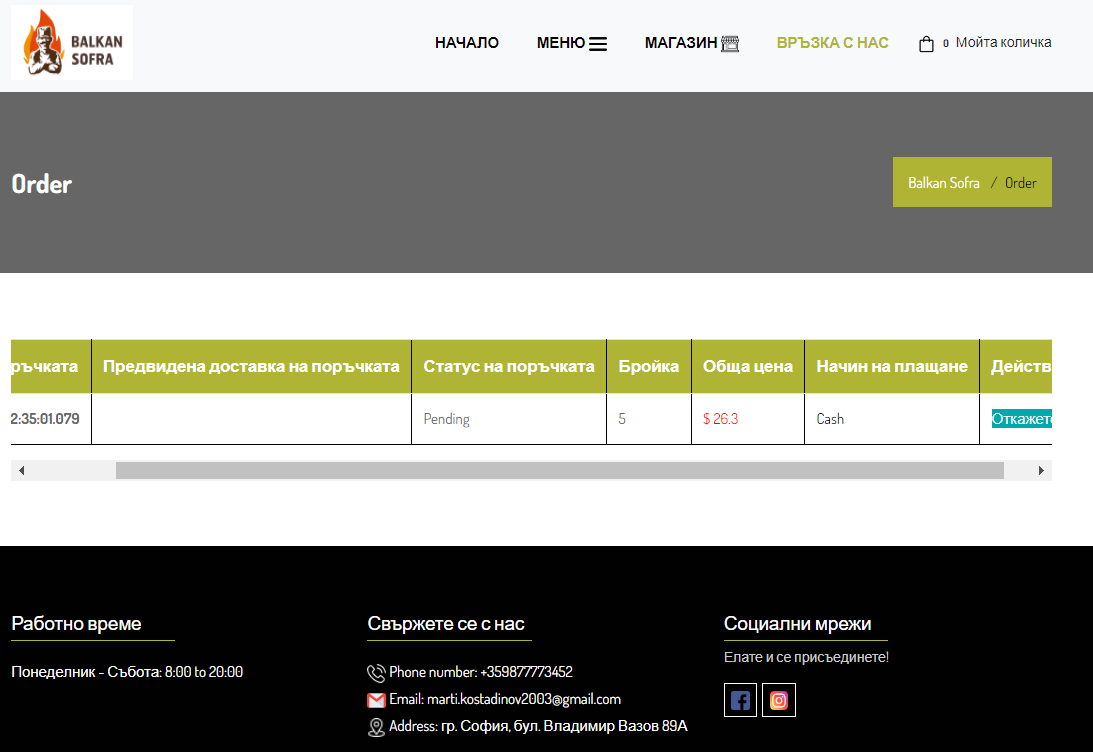 BALKAN
SOFRA
НАЧАЛО МЕНЮ МАГАЗИН ВРЪЗКА С НАС 0 Мойта количка
Order
Balkan Sofra / Order
ръчката Предвидена доставка на поръчката Статус на поръчката Бройка Обща цена Начин на плащане Действ
2:35:01.079 Pending 5 $ 26.3 Cash Откажете
Работно време Свържете се с нас Социални мрежи
Понеделник - Събота: 8:00 to 20:00
Phone number: +359877773452
Email: marti.kostadinov2003@gmail.com
Address: гр. София, бул. Владимир Вазов 89А
Елате и се присъединете!